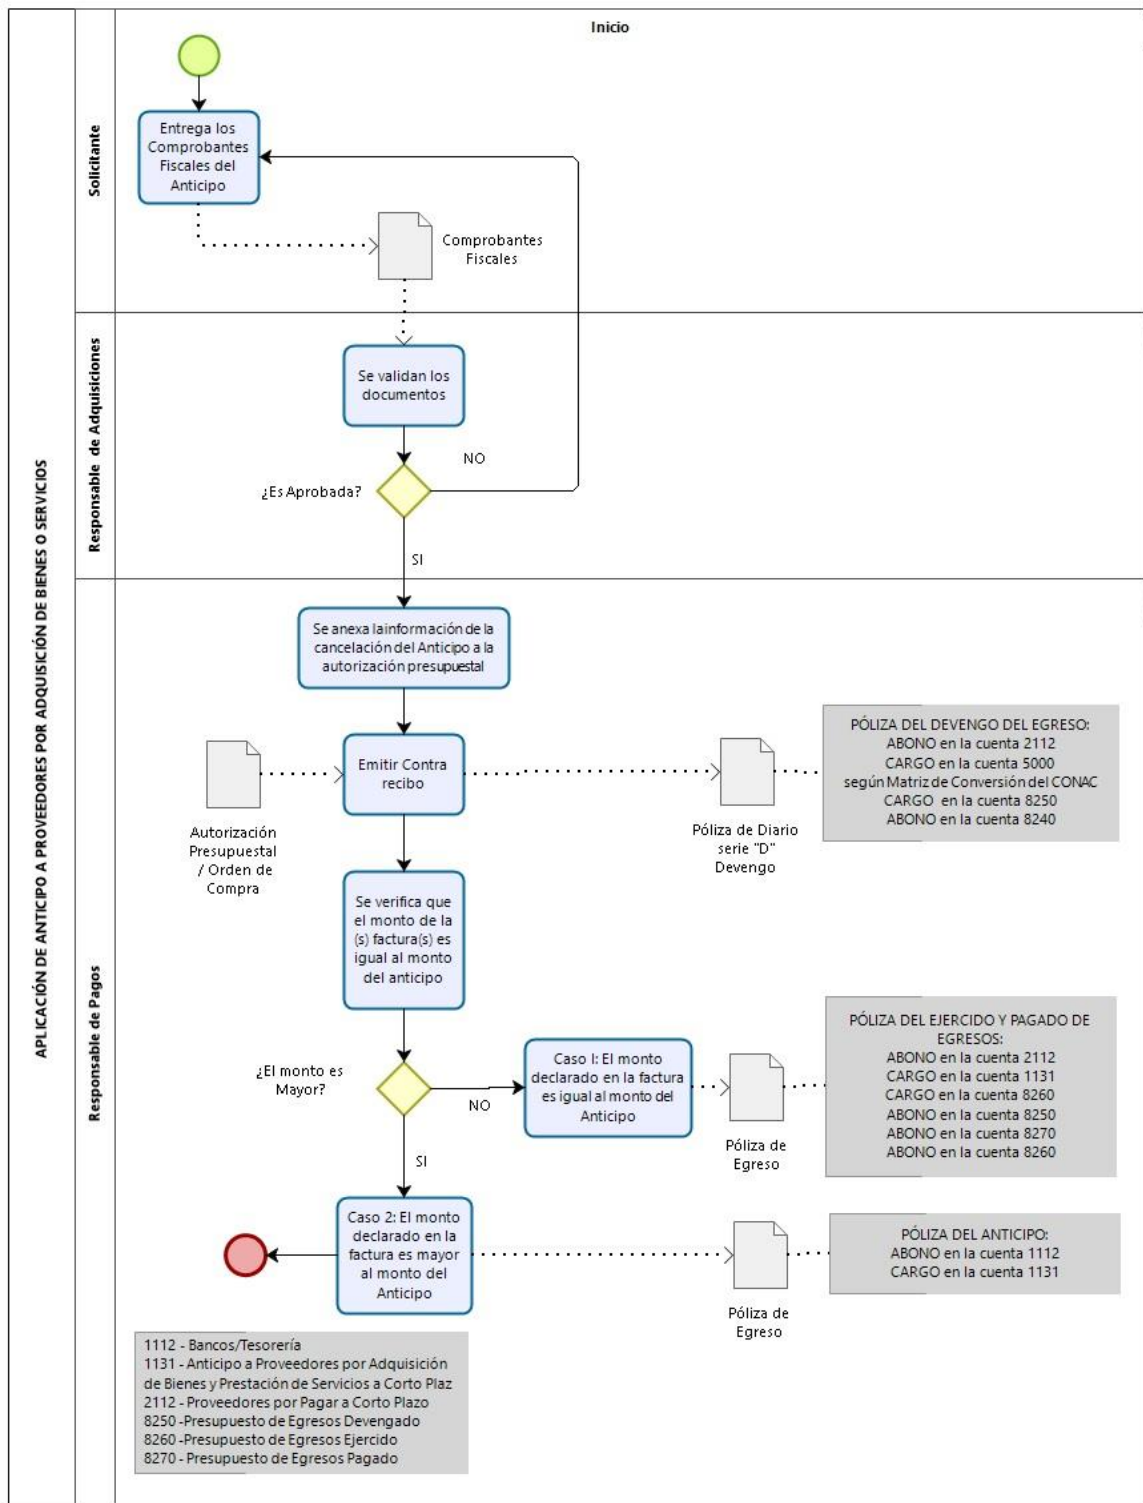 APLICACIÓN DE ANTICIPO A PROVEEDORES POR ADQUISICIÓN DE BIENES O SERVICIOS
Inicio
Solicitante
Entrega los
Comprobantes
Fiscales del
Anticipo
Comprobantes
Fiscales
Responsable de Adquisiciones
Se validan los
documentos
NO
¿Es Aprobada?
SI
Responsable de Pagos
Se anexa lainformación de la
cancelación del Anticipo a la
autorización presupuestal
Emitir Contra
recibo
Autorización
Presupuestal
/ Orden de
Compra
Póliza de Diario
serie "D"
Devengo
PÓLIZA DEL DEVENGO DEL EGRESO:
ABONO en la cuenta 2112
CARGO en la cuenta 5000
según Matriz de Conversión del CONAC
CARGO en la cuenta 8250
ABONO en la cuenta 8240
Se verifica que
el monto de la
(s) factura(s) es
igual al monto
del anticipo
¿El monto es
Mayor?
NO
Caso I: El monto
declarado en la factura
es igual al monto del
Anticipo
Póliza de
Egreso
PÓLIZA DEL EJERCIDO Y PAGADO DE
EGRESOS:
ABONO en la cuenta 2112
CARGO en la cuenta 1131
CARGO en la cuenta 8260
ABONO en la cuenta 8250
ABONO en la cuenta 8270
ABONO en la cuenta 8260
SI
Caso 2: El monto
declarado en la
factura es mayor
al monto del
Anticipo
Póliza de
Egreso
PÓLIZA DEL ANTICIPO:
ABONO en la cuenta 1112
CARGO en la cuenta 1131
1112 - Bancos/Tesorería
1131 - Anticipo a Proveedores por Adquisición
de Bienes y Prestación de Servicios a Corto Plaz
2112 - Proveedores por Pagar a Corto Plazo
8250 -Presupuesto de Egresos Devengado
8260 -Presupuesto de Egresos Ejercido
8270 - Presupuesto de Egresos Pagado